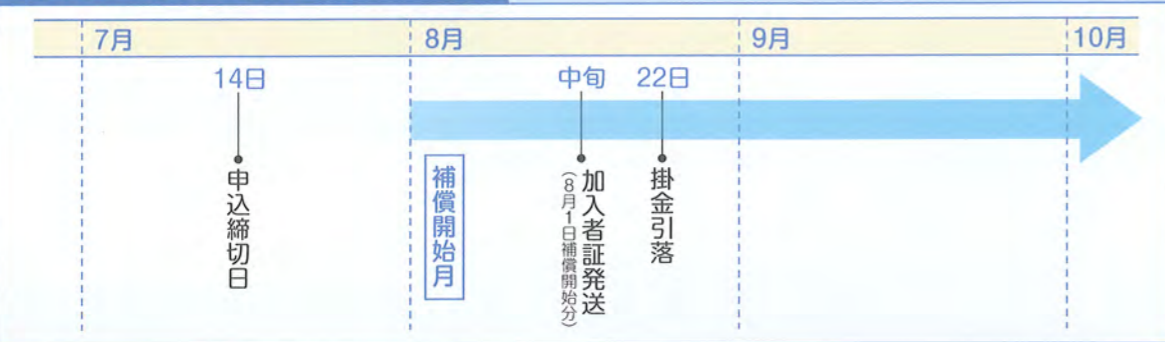 7月
8月
9月
10月
14日
中旬
22日
申込締切日
補償開始月
加入者証発送
(8月1日補償開始分)
掛金引落